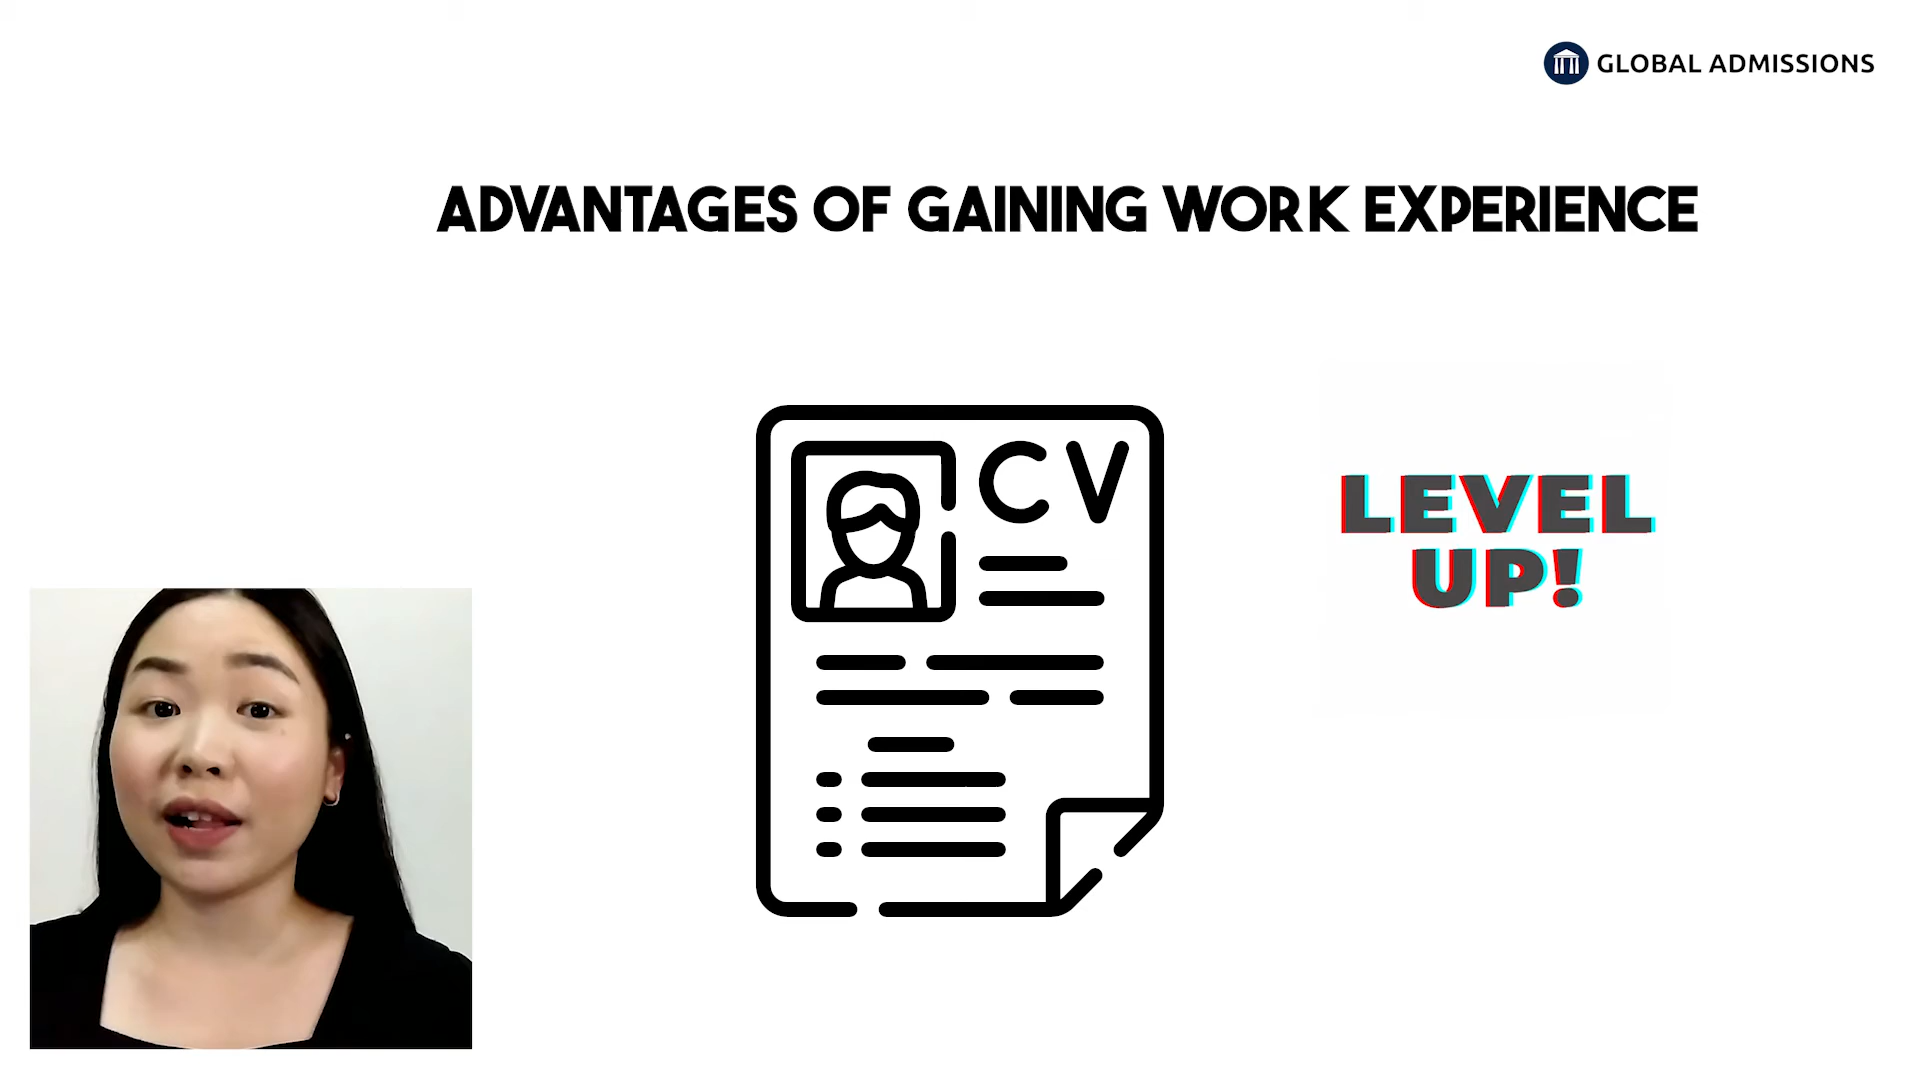 GLOBAL ADMISSIONS
ADVANTAGES OF GAINING WORK EXPERIENCE
CV
LEVEL
UP!